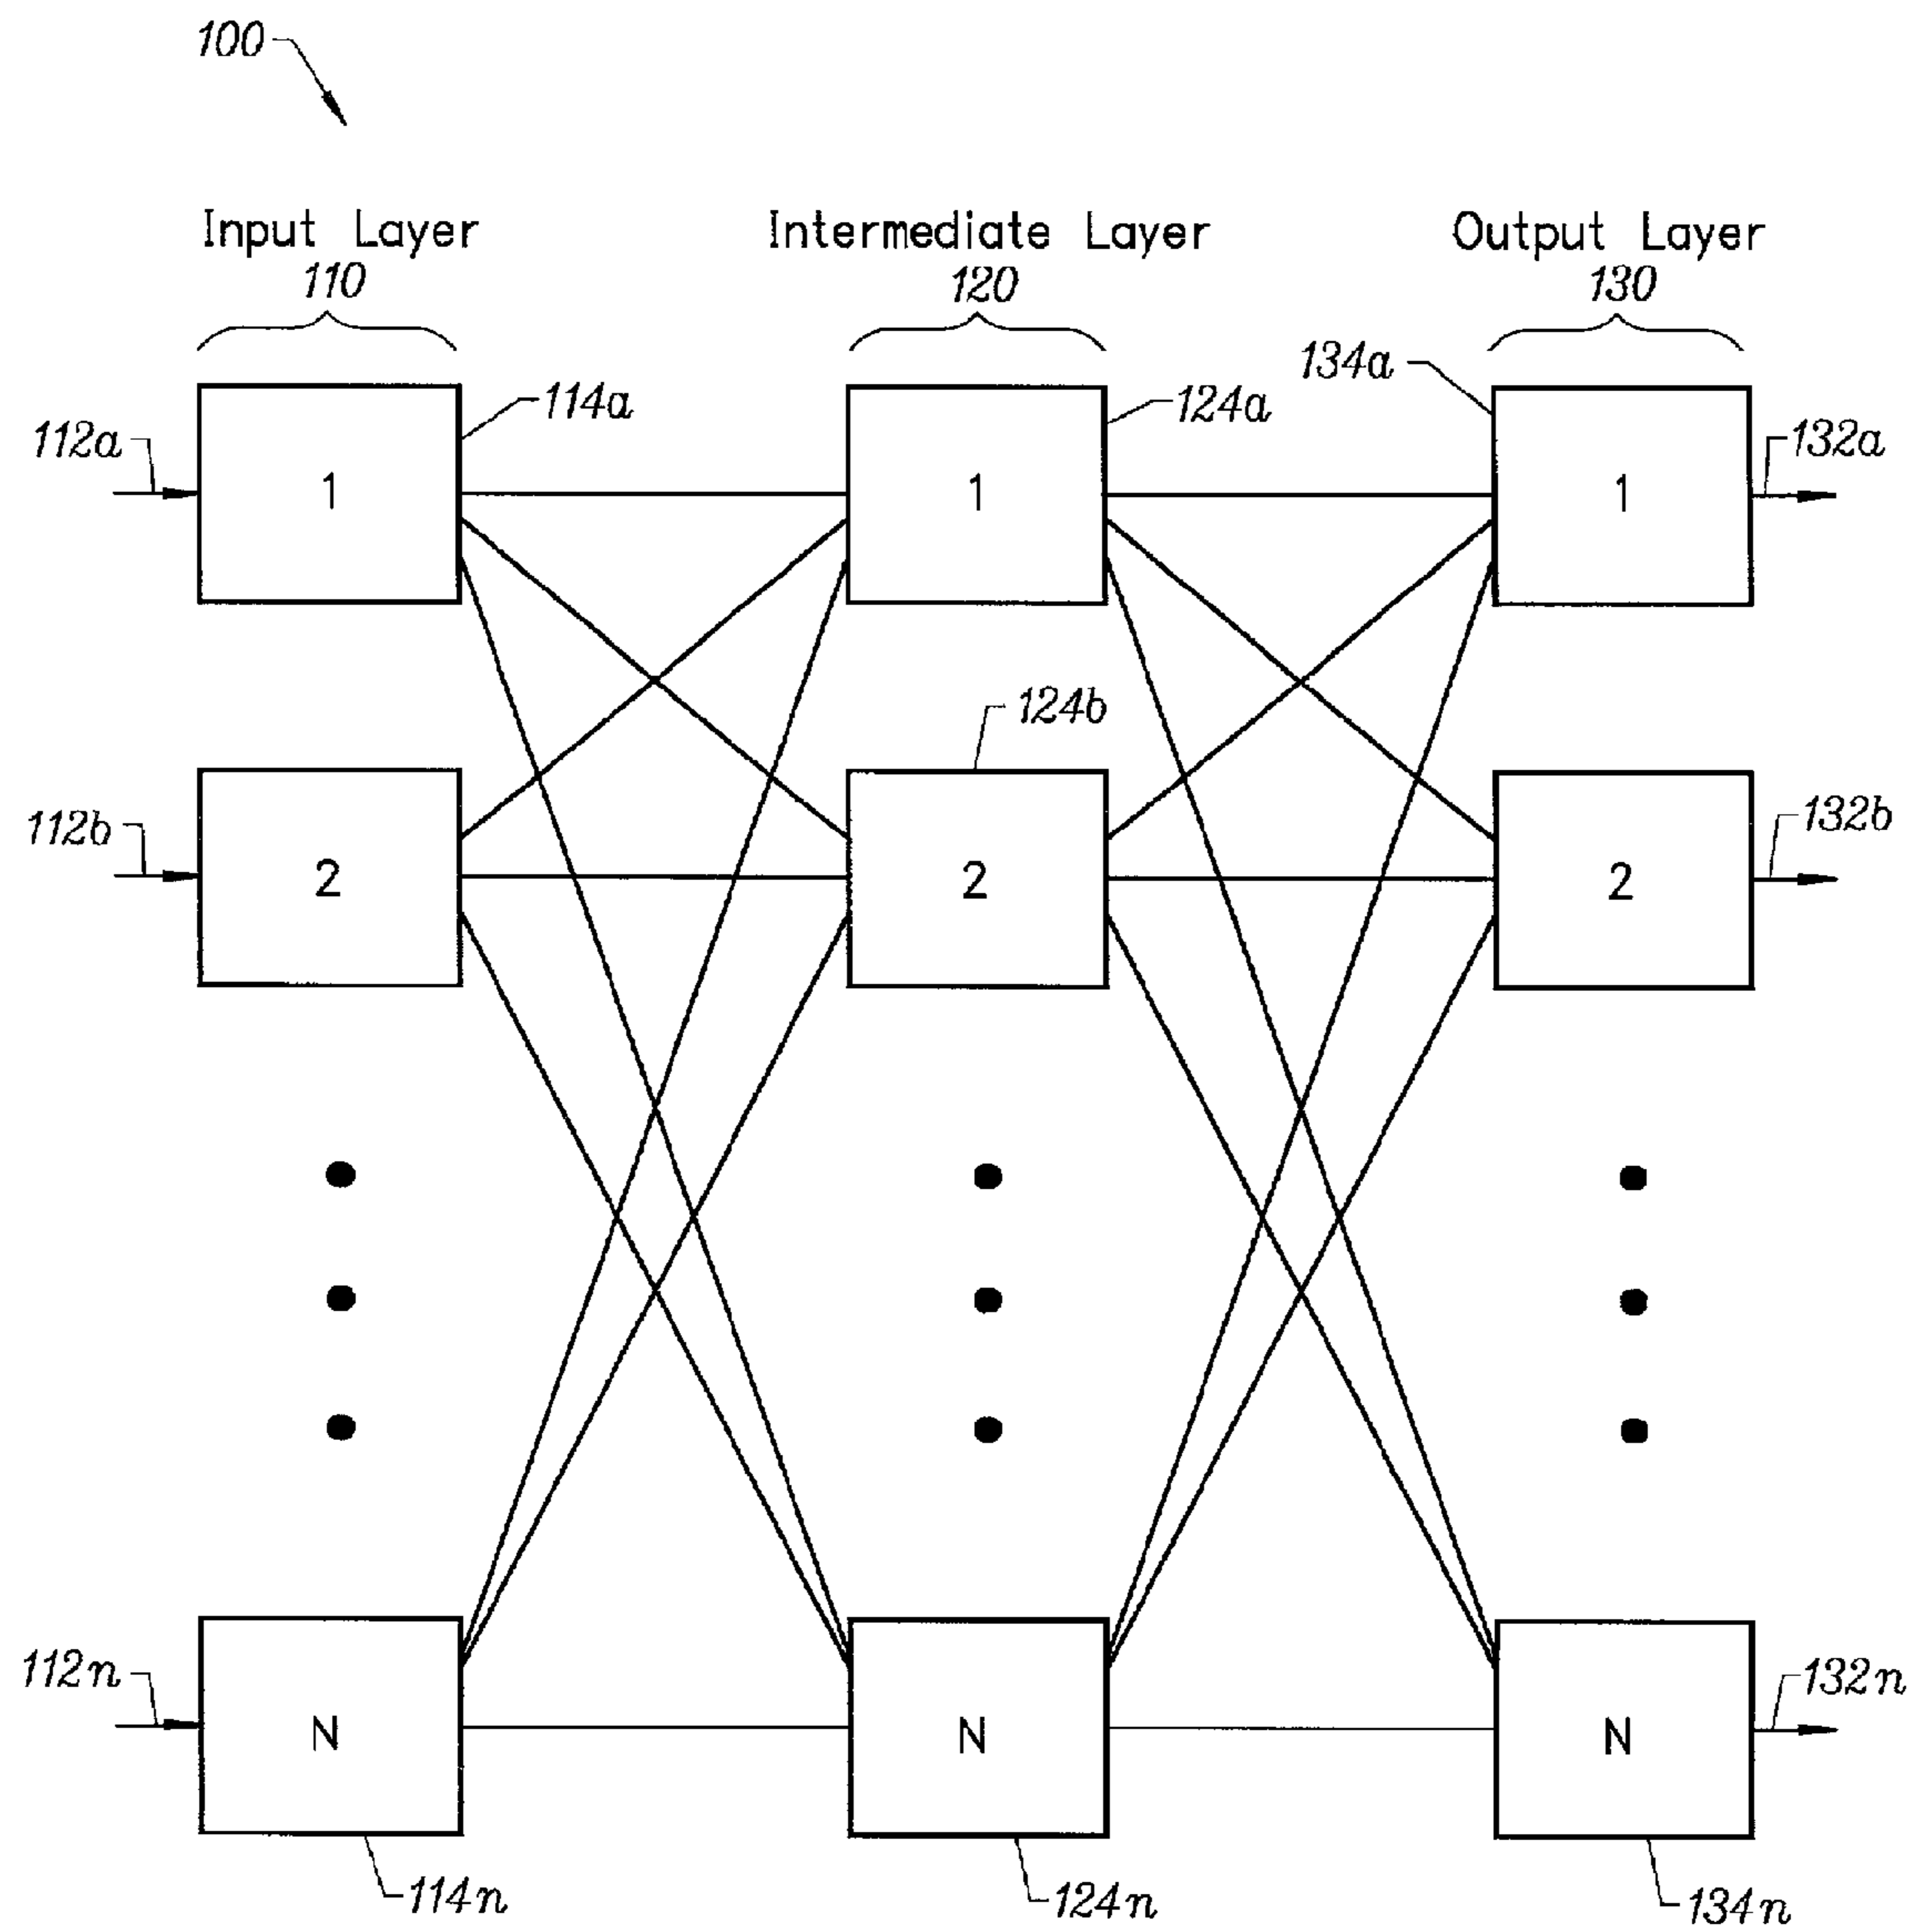 100
Input Layer
110
Intermediate Layer
120
Output Layer
130
134a
114a
124a
112a
132a
1
1
1
124b
112b
132b
2
2
2
112n
132n
N
N
N
114n
124n
134n